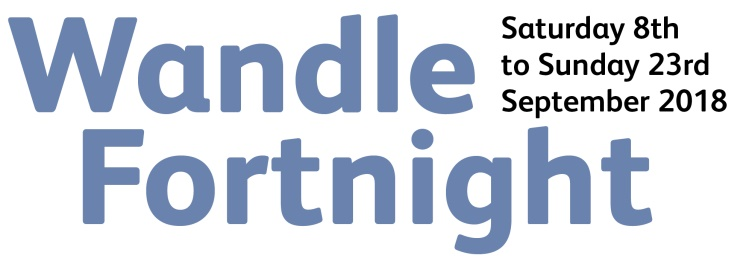 Wandle
Fortnight
Saturday 8th
to Sunday 23rd
September 2018